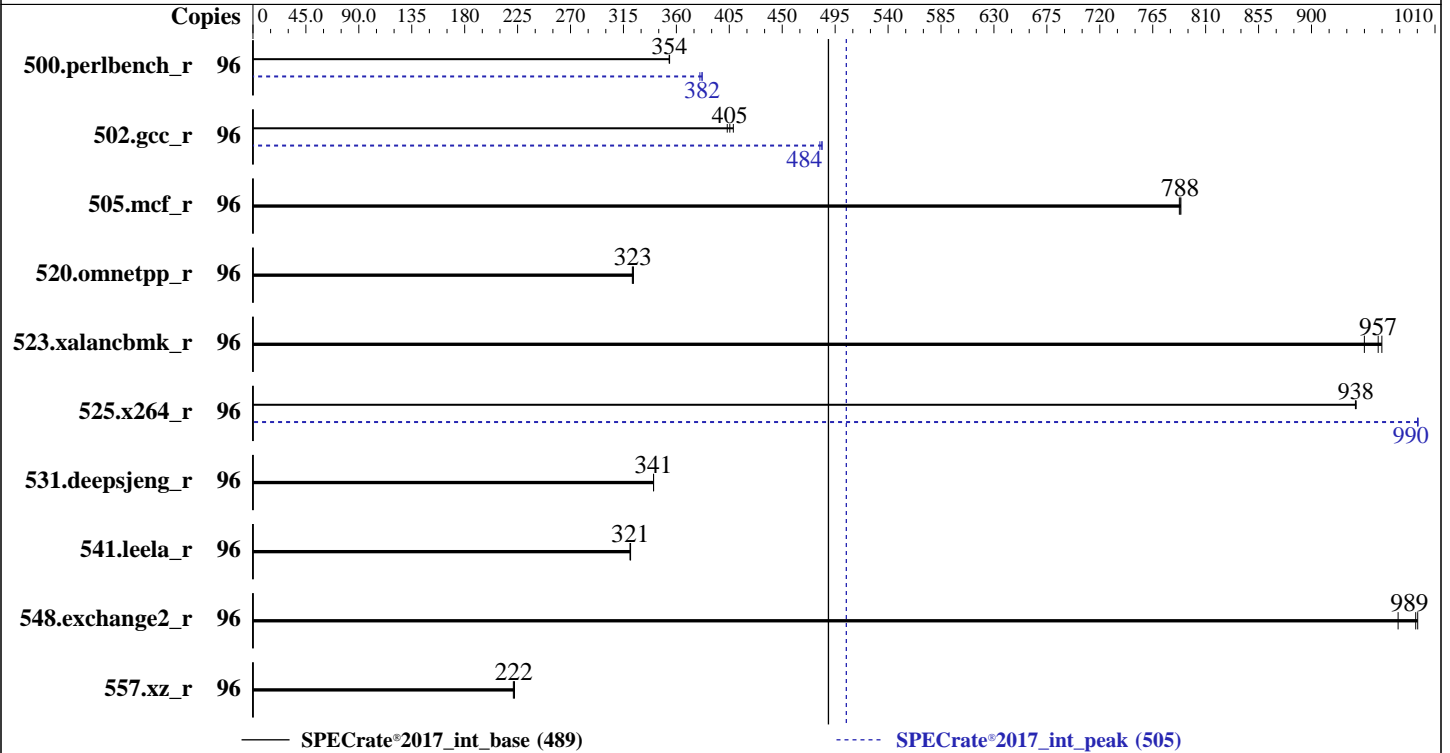 Copies 0 45.0 90.0 135 180 225 270 315 360 405 450 495 540 585 630 675 720 765 810 855 900 1010
354
500.perlbench_r 96
382
405
502.gcc_r 96
484
788
505.mcf_r 96
323
520.omnetpp_r 96
957
523.xalancbmk_r 96
938
525.x264_r 96
990
341
531.deepsjeng_r 96
321
541.leela_r 96
989
548.exchange2_r 96
222
557.xz_r 96
SPECrate®2017_int_base (489) SPECrate®2017_int_peak (505)